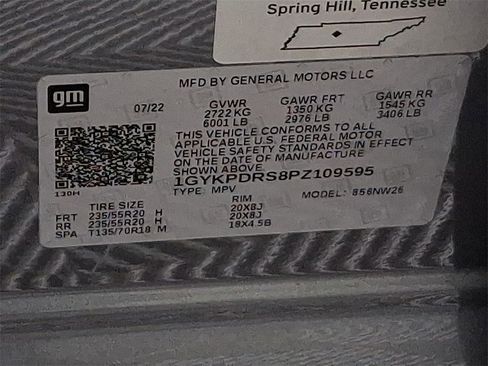 Spring Hill, Tennessee
gm
MFD BY GENERAL MOTORS LLC
07/22 GVWR GAWR FRT GAWR RR
2722 KG 1350 KG 1545 KG
6001 LB 2976 LB 3406 LB
THIS VEHICLE CONFORMS TO ALL
APPLICABLE U.S. FEDERAL MOTOR
VEHICLE SAFETY STANDARDS IN EFFECT
ON THE DATE OF MANUFACTURE
SHOWN ABOVE
1GYKPDRS8PZ109595
130H
TYPE: MPV MODEL: 856NW26
TIRE SIZE RIM
FRT 235/55R20 H 20X8J
RR 235/55R20 H 20X8J
SPA T135/70R18 M 18X4.5B